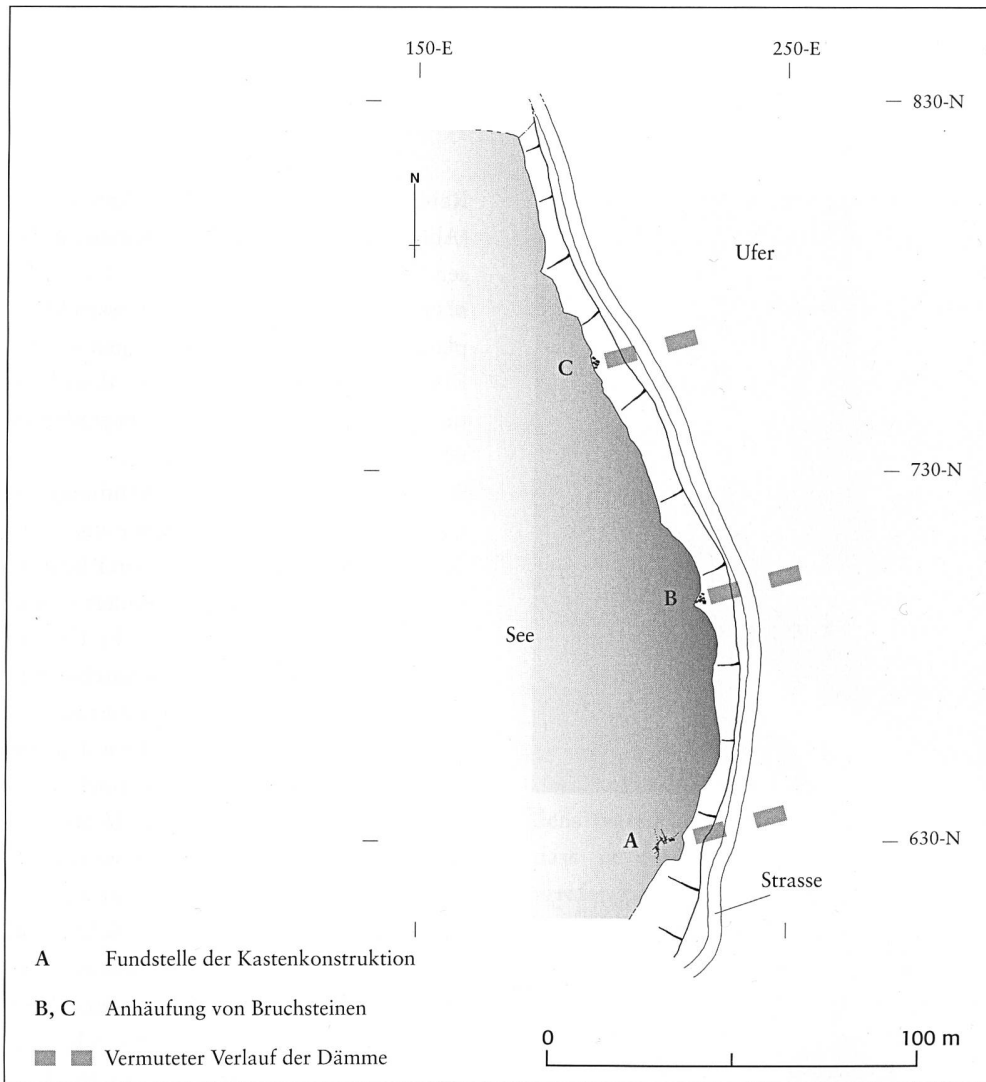 150-E 250-E
830-N
N
Ufer
C
730-N
B
See
A
630-N
Strasse
A Fundstelle der Kastenkonstruktion
B, C Anhäufung von Bruchsteinen
Vermuteter Verlauf der Dämme
0 100 m